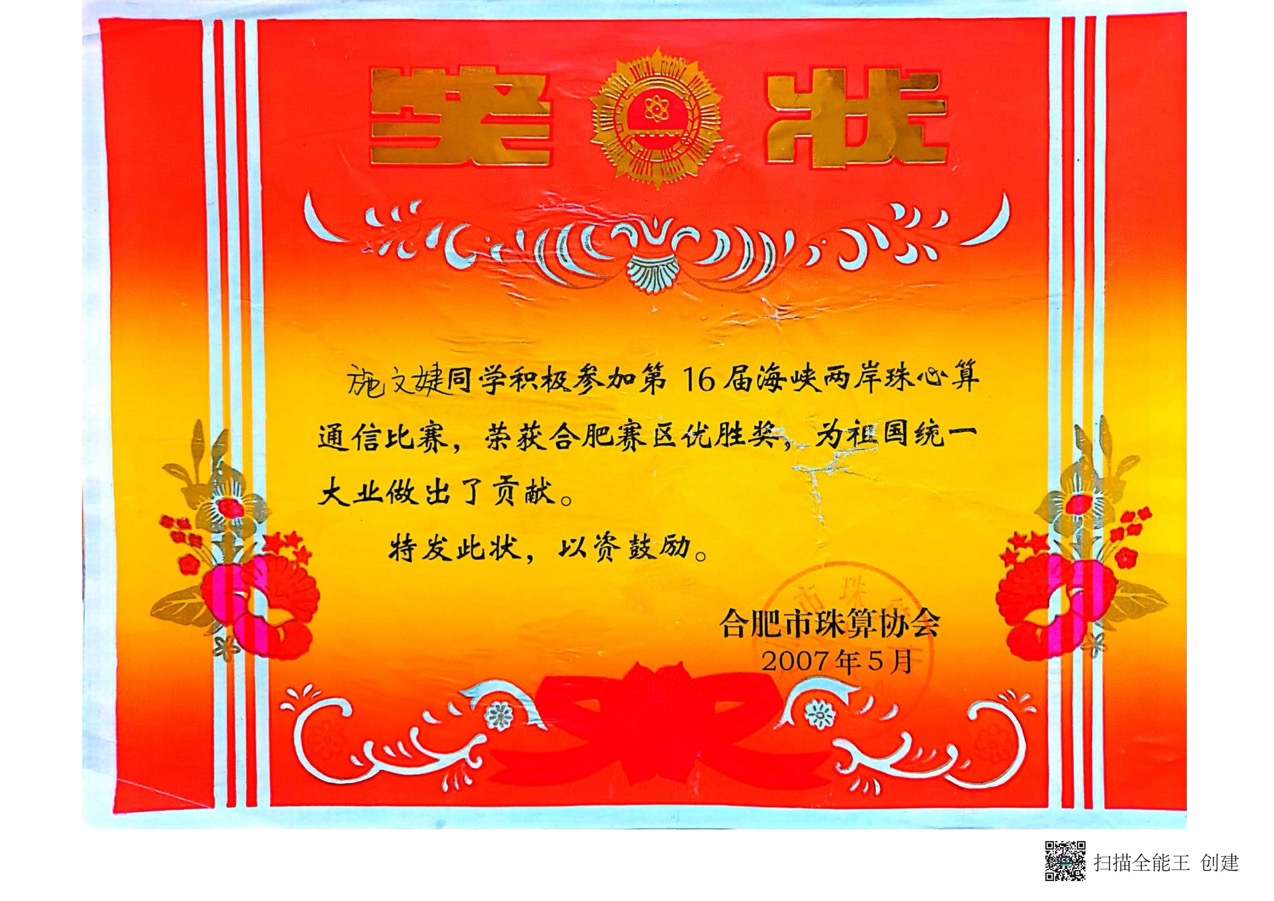 奖状
施文婕同学积极参加第 16 届海峡两岸珠心算
通信比赛，荣获合肥赛区优胜奖，为祖国统一
大业做出了贡献。
特发此状，以资鼓励。
合肥市珠算协会
2007年5月
扫描全能王 创建